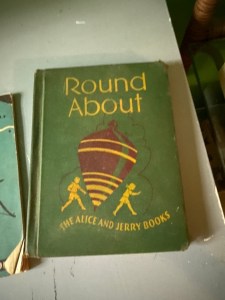 Round
About
THE ALICE AND JERRY BOOKS